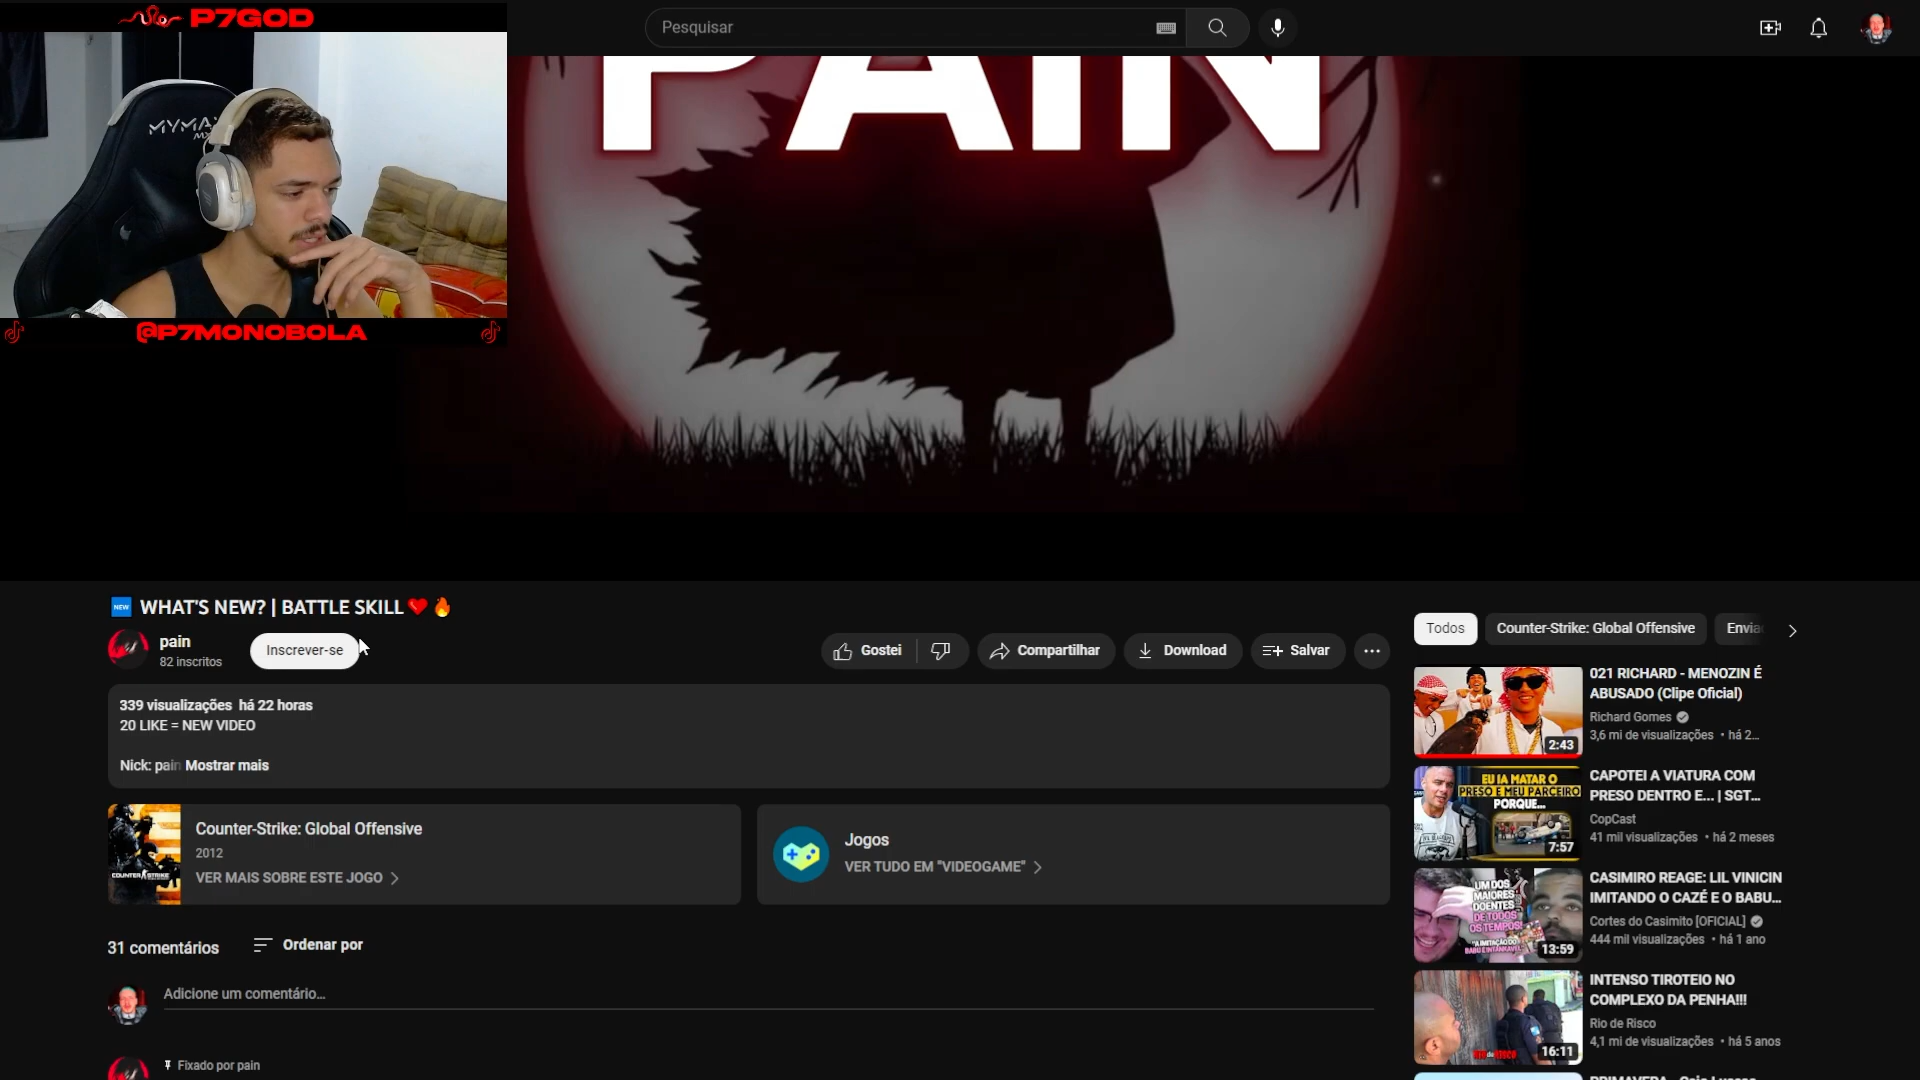 P7GOD
MYMAX
@P7MONOBOLA
Pesquisar
PAIN
NEW WHAT'S NEW? | BATTLE SKILL❤️🔥
pain
82 inscritos
Inscrever-se
Gostei
Compartilhar
Download
Salvar
339 visualizações há 22 horas
20 LIKE = NEW VIDEO
Nick: pain Mostrar mais
COUNTER STRIKE
Counter-Strike: Global Offensive
2012
VER MAIS SOBRE ESTE JOGO
Jogos
VER TUDO EM "VIDEOGAME"
31 comentários
Ordenar por
Adicione um comentário...
Fixado por pain
Todos
Counter-Strike: Global Offensive
Envia
2:43
021 RICHARD - MENOZIN É
ABUSADO (Clipe Oficial)
Richard Gomes
3,6 mi de visualizações • há 2...
EU IA MATAR O
PRESO E MEU PARCEIRO
PORQUE...
7:57
CAPOTEI A VIATURA COM
PRESO DENTRO E... | SGT...
CopCast
41 mil visualizações • há 2 meses
UM DOS
MAIORES
DOENTES
DE TODOS
OS TEMPOS!
13:59
CASIMIRO REAGE: LIL VINICIN
IMITANDO O CAZÉ E O BABU...
Cortes do Casimito [OFICIAL]
444 mil visualizações • há 1 ano
16:11
INTENSO TIROTEIO NO
COMPLEXO DA PENHA!!!
Rio de Risco
4,1 mi de visualizações • há 5 anos